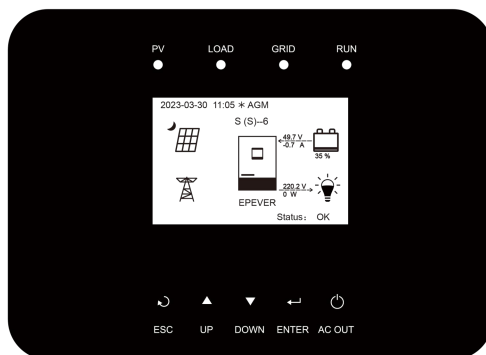 PV LOAD GRID RUN
2023-03-30 11:05 * AGM
S (S)--6
49.7 V
-0.7 A
35 %
220.2 V
0 W
EPEVER
Status: OK
ESC UP DOWN ENTER AC OUT